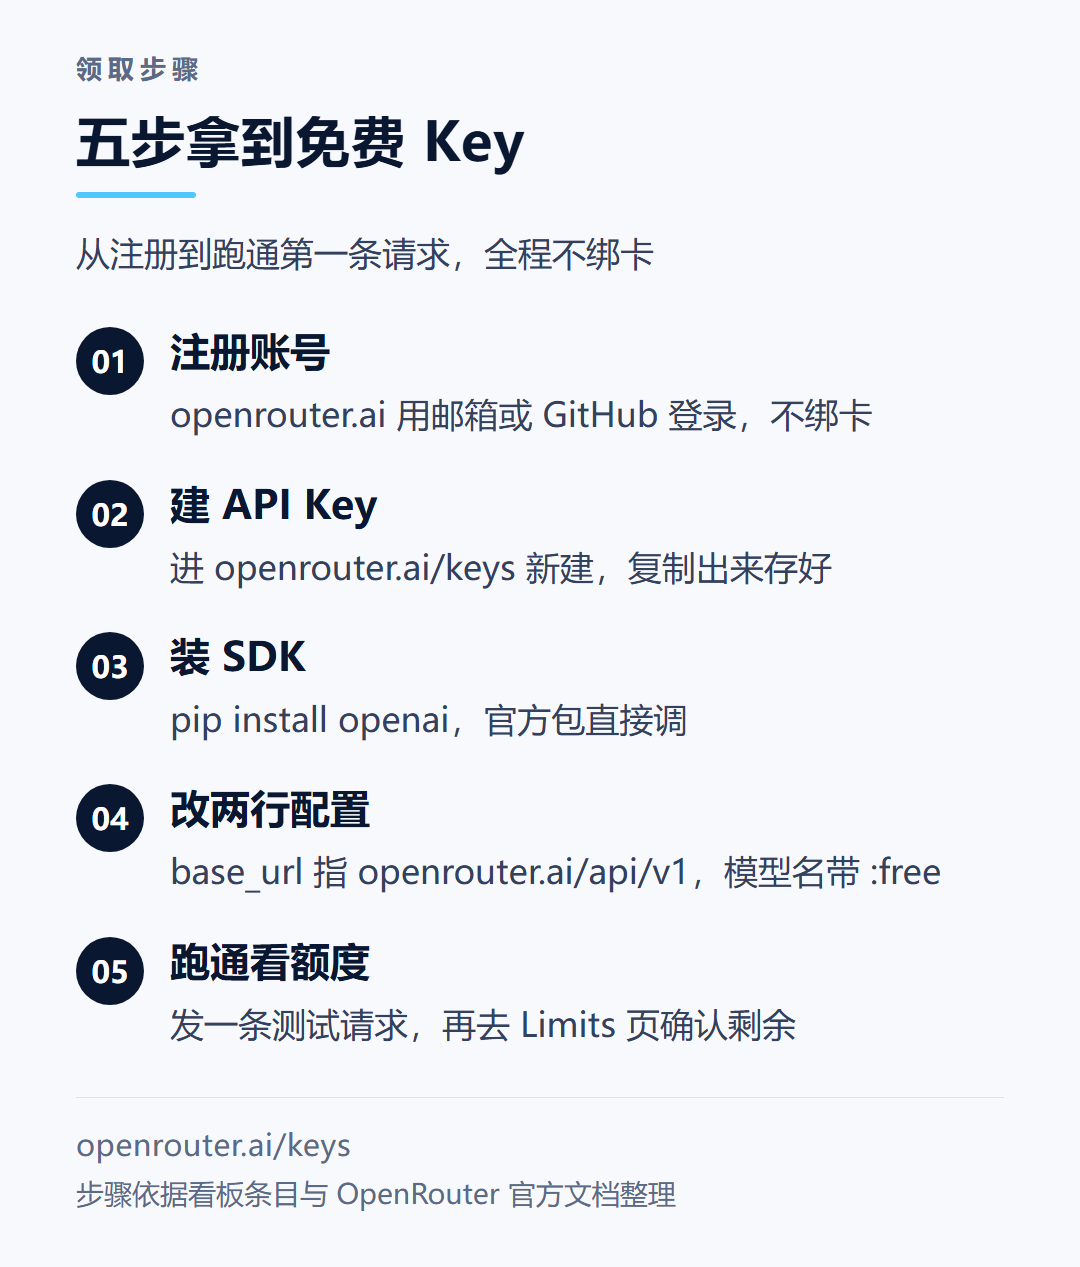 领取步骤
五步拿到免费 Key
从注册到跑通第一条请求，全程不绑卡
01
注册账号
openrouter.ai 用邮箱或 GitHub 登录，不绑卡
02
建 API Key
进 openrouter.ai/keys 新建，复制出来存好
03
装 SDK
pip install openai，官方包直接调
04
改两行配置
base_url 指 openrouter.ai/api/v1，模型名带 :free
05
跑通看额度
发一条测试请求，再去 Limits 页确认剩余
openrouter.ai/keys
步骤依据看板条目与 OpenRouter 官方文档整理